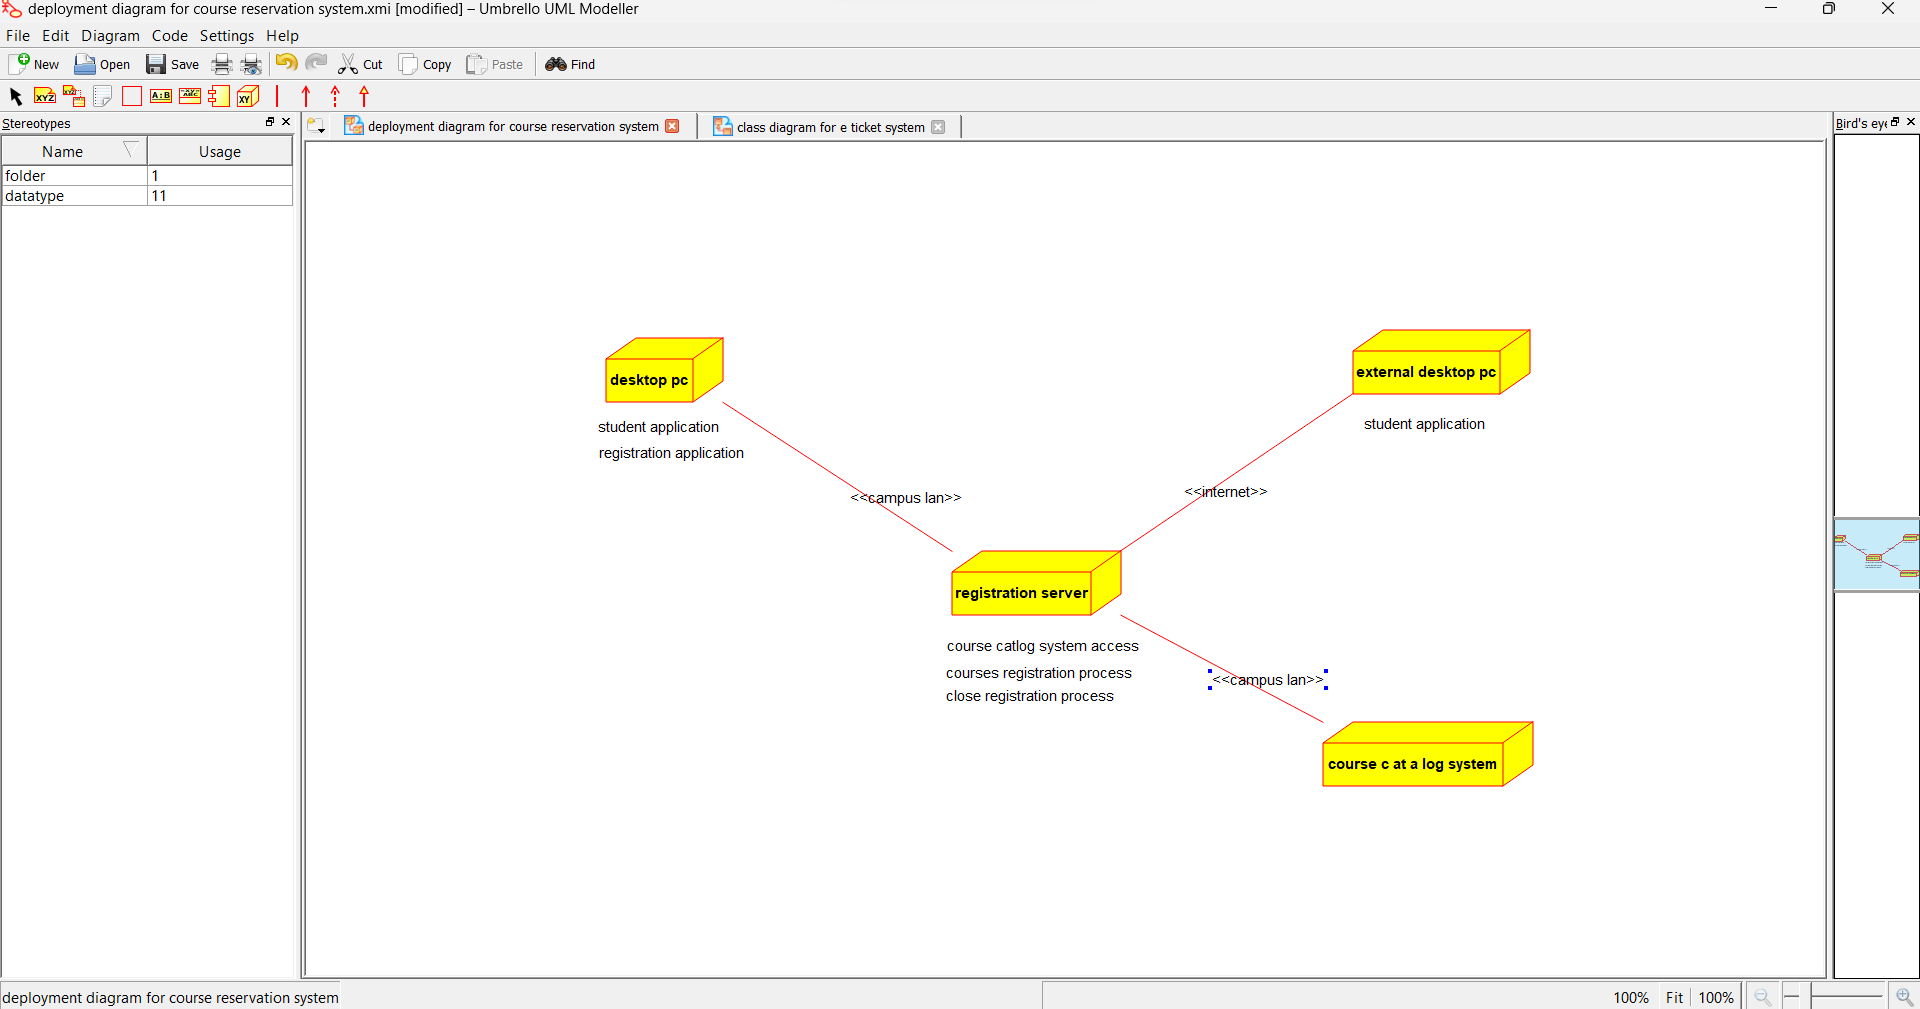 deployment diagram for course reservation system.xmi [modified] – Umbrello UML Modeller
File Edit Diagram Code Settings Help
New Open Save Cut Copy Paste Find
XYZ XYZ A:B ABC XY
Stereotypes
deployment diagram for course reservation system
class diagram for e ticket system
Bird's eye
Name Usage
folder 1
datatype 11
desktop pc
student application
registration application
external desktop pc
student application
<<campus lan>>
<<internet>>
registration server
course catlog system access
courses registration process
close registration process
<<campus lan>>
course c at a log system
deployment diagram for course reservation system
100% Fit 100%